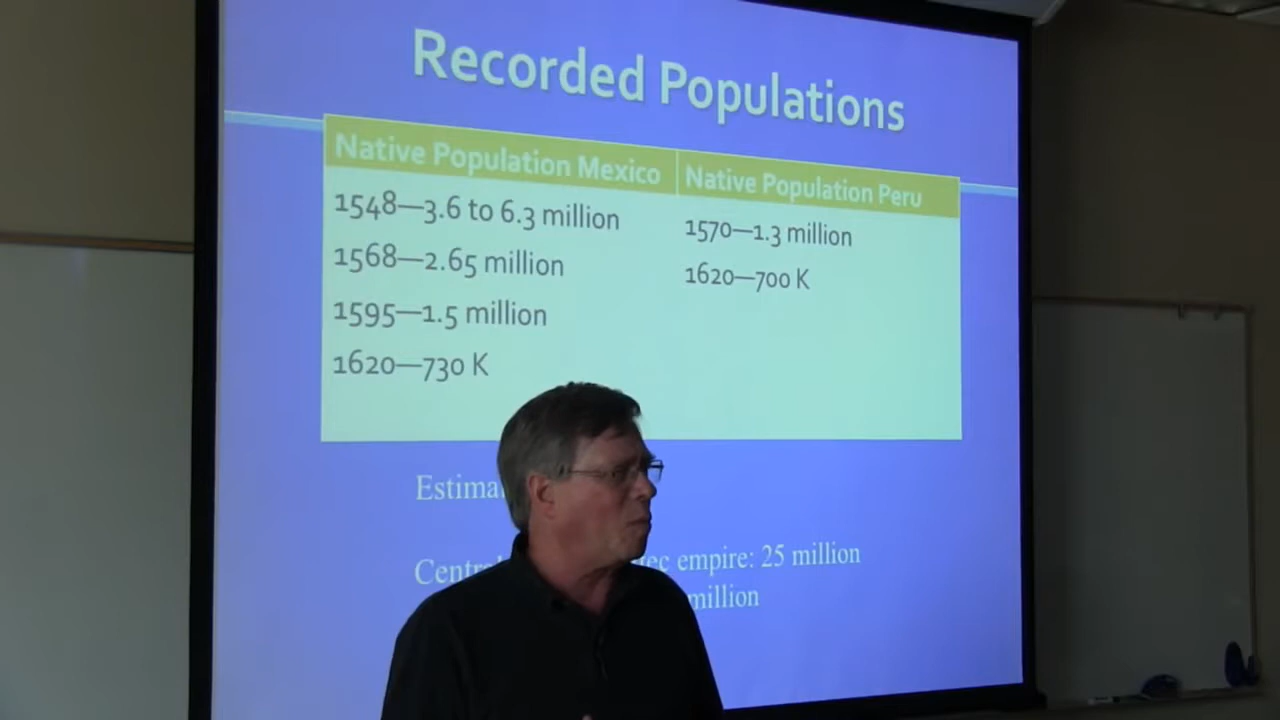 Recorded Populations
Native Population Mexico
Native Population Peru
1548—3.6 to 6.3 million
1570—1.3 million
1568—2.65 million
1620—700 K
1595—1.5 million
1620—730 K
empire: 25 million
million